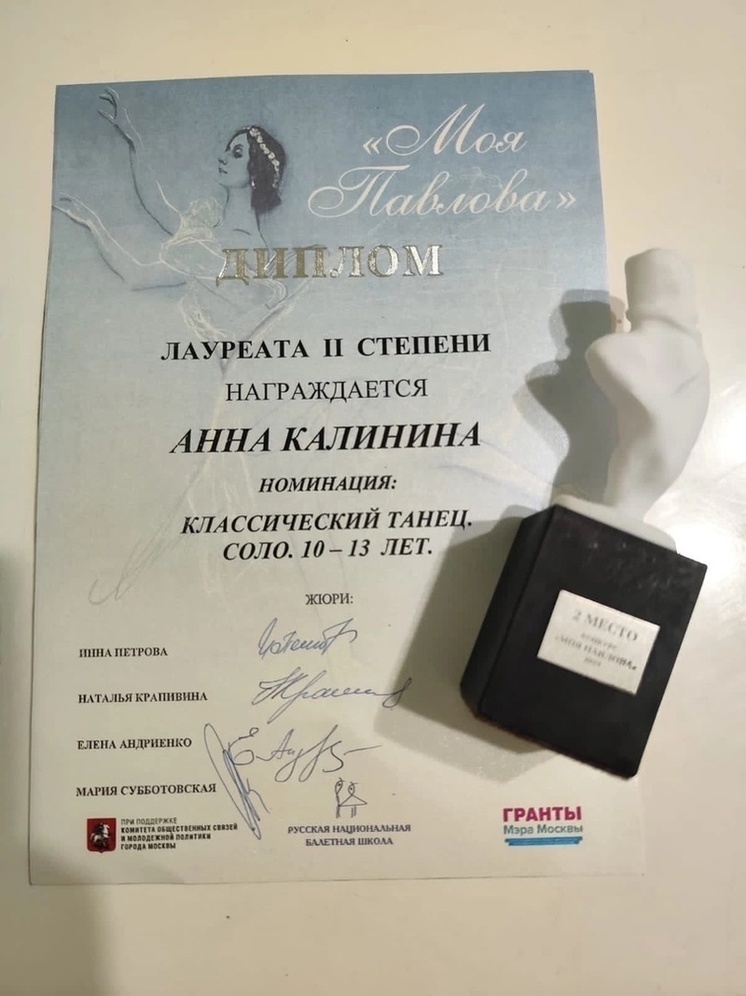 «Моя
Павлова»
ДИПЛОМ
ЛАУРЕАТА II СТЕПЕНИ
НАГРАЖДАЕТСЯ
АННА КАЛИНИНА
НОМИНАЦИЯ:
КЛАССИЧЕСКИЙ ТАНЕЦ.
СОЛО. 10 – 13 ЛЕТ.
ЖЮРИ:
ИННА ПЕТРОВА
НАТАЛЬЯ КРАПИВИНА
ЕЛЕНА АНДРИЕНКО
МАРИЯ СУББОТОВСКАЯ
ПРИ ПОДДЕРЖКЕ
КОМИТЕТА ОБЩЕСТВЕННЫХ СВЯЗЕЙ
И МОЛОДЕЖНОЙ ПОЛИТИКИ
ГОРОДА МОСКВЫ
РУССКАЯ НАЦИОНАЛЬНАЯ
БАЛЕТНАЯ ШКОЛА
ГРАНТЫ
Мэра Москвы
2 МЕСТО
«МОЯ ПАВЛОВА»